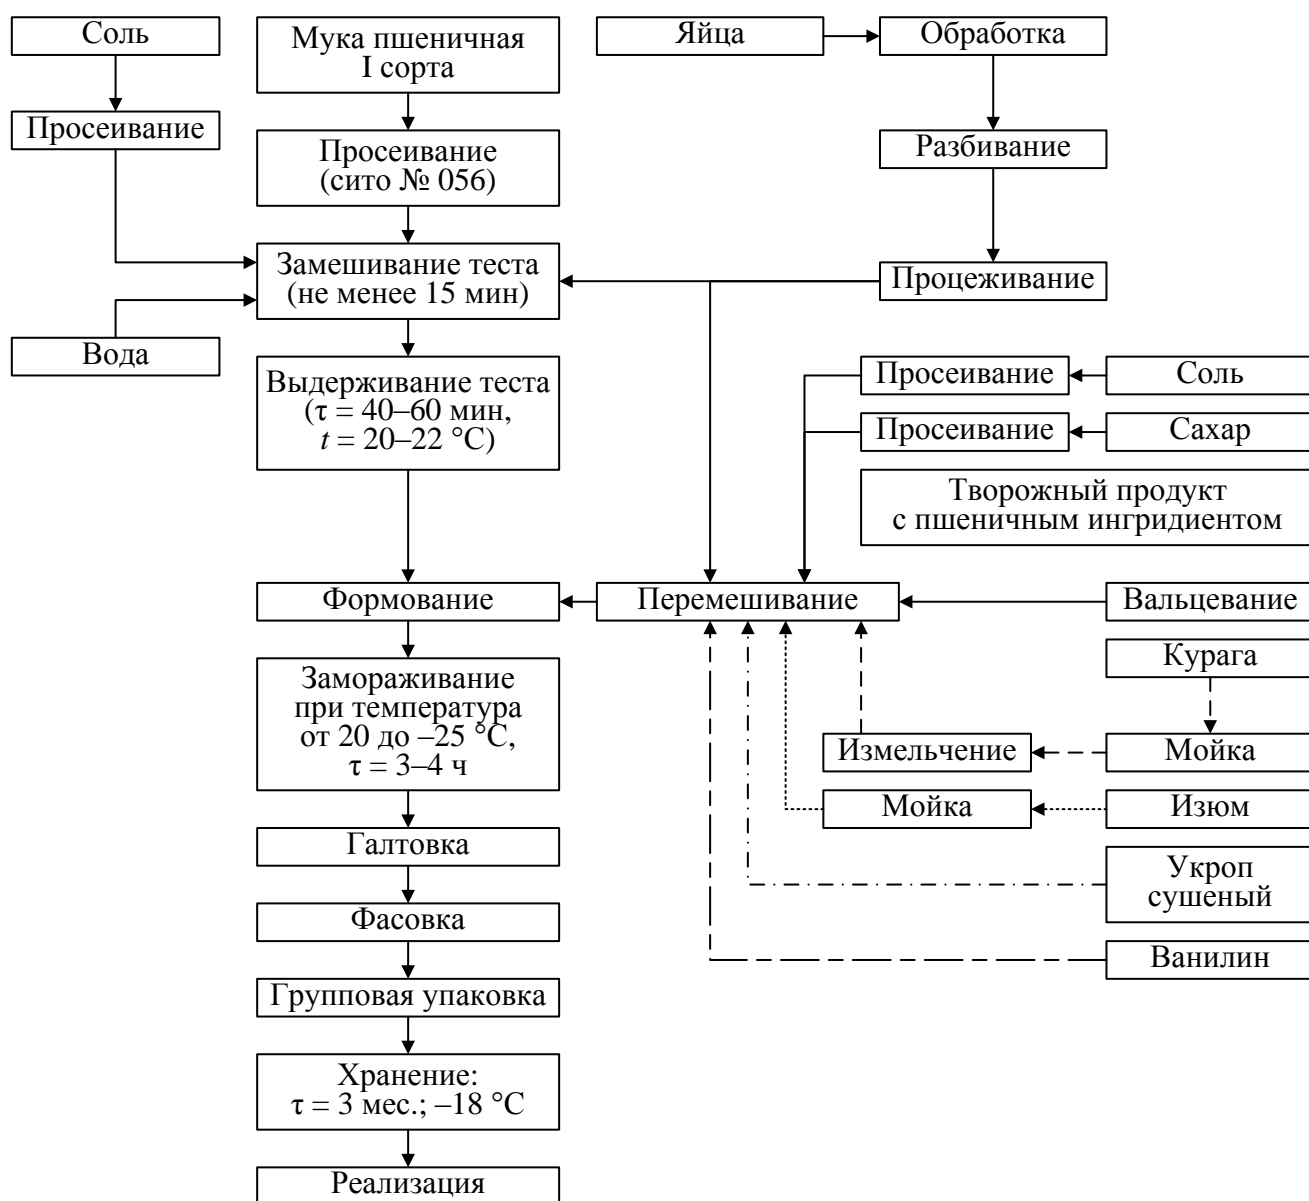 Соль
Мука пшеничная
I сорта
Яйца
Обработка
Просеивание
Просеивание
(сито № 056)
Разбивание
Замешивание теста
(не менее 15 мин)
Процеживание
Вода
Выдерживание теста
(τ = 40–60 мин,
t = 20–22 °C)
Просеивание
Соль
Просеивание
Сахар
Творожный продукт
с пшеничным ингридиентом
Формование
Перемешивание
Вальцевание
Курага
Замораживание
при температура
от 20 до –25 °C,
τ = 3–4 ч
Измельчение
Мойка
Мойка
Изюм
Галтовка
Укроп
сушеный
Фасовка
Ванилин
Групповая упаковка
Хранение:
τ = 3 мес.; –18 °C
Реализация